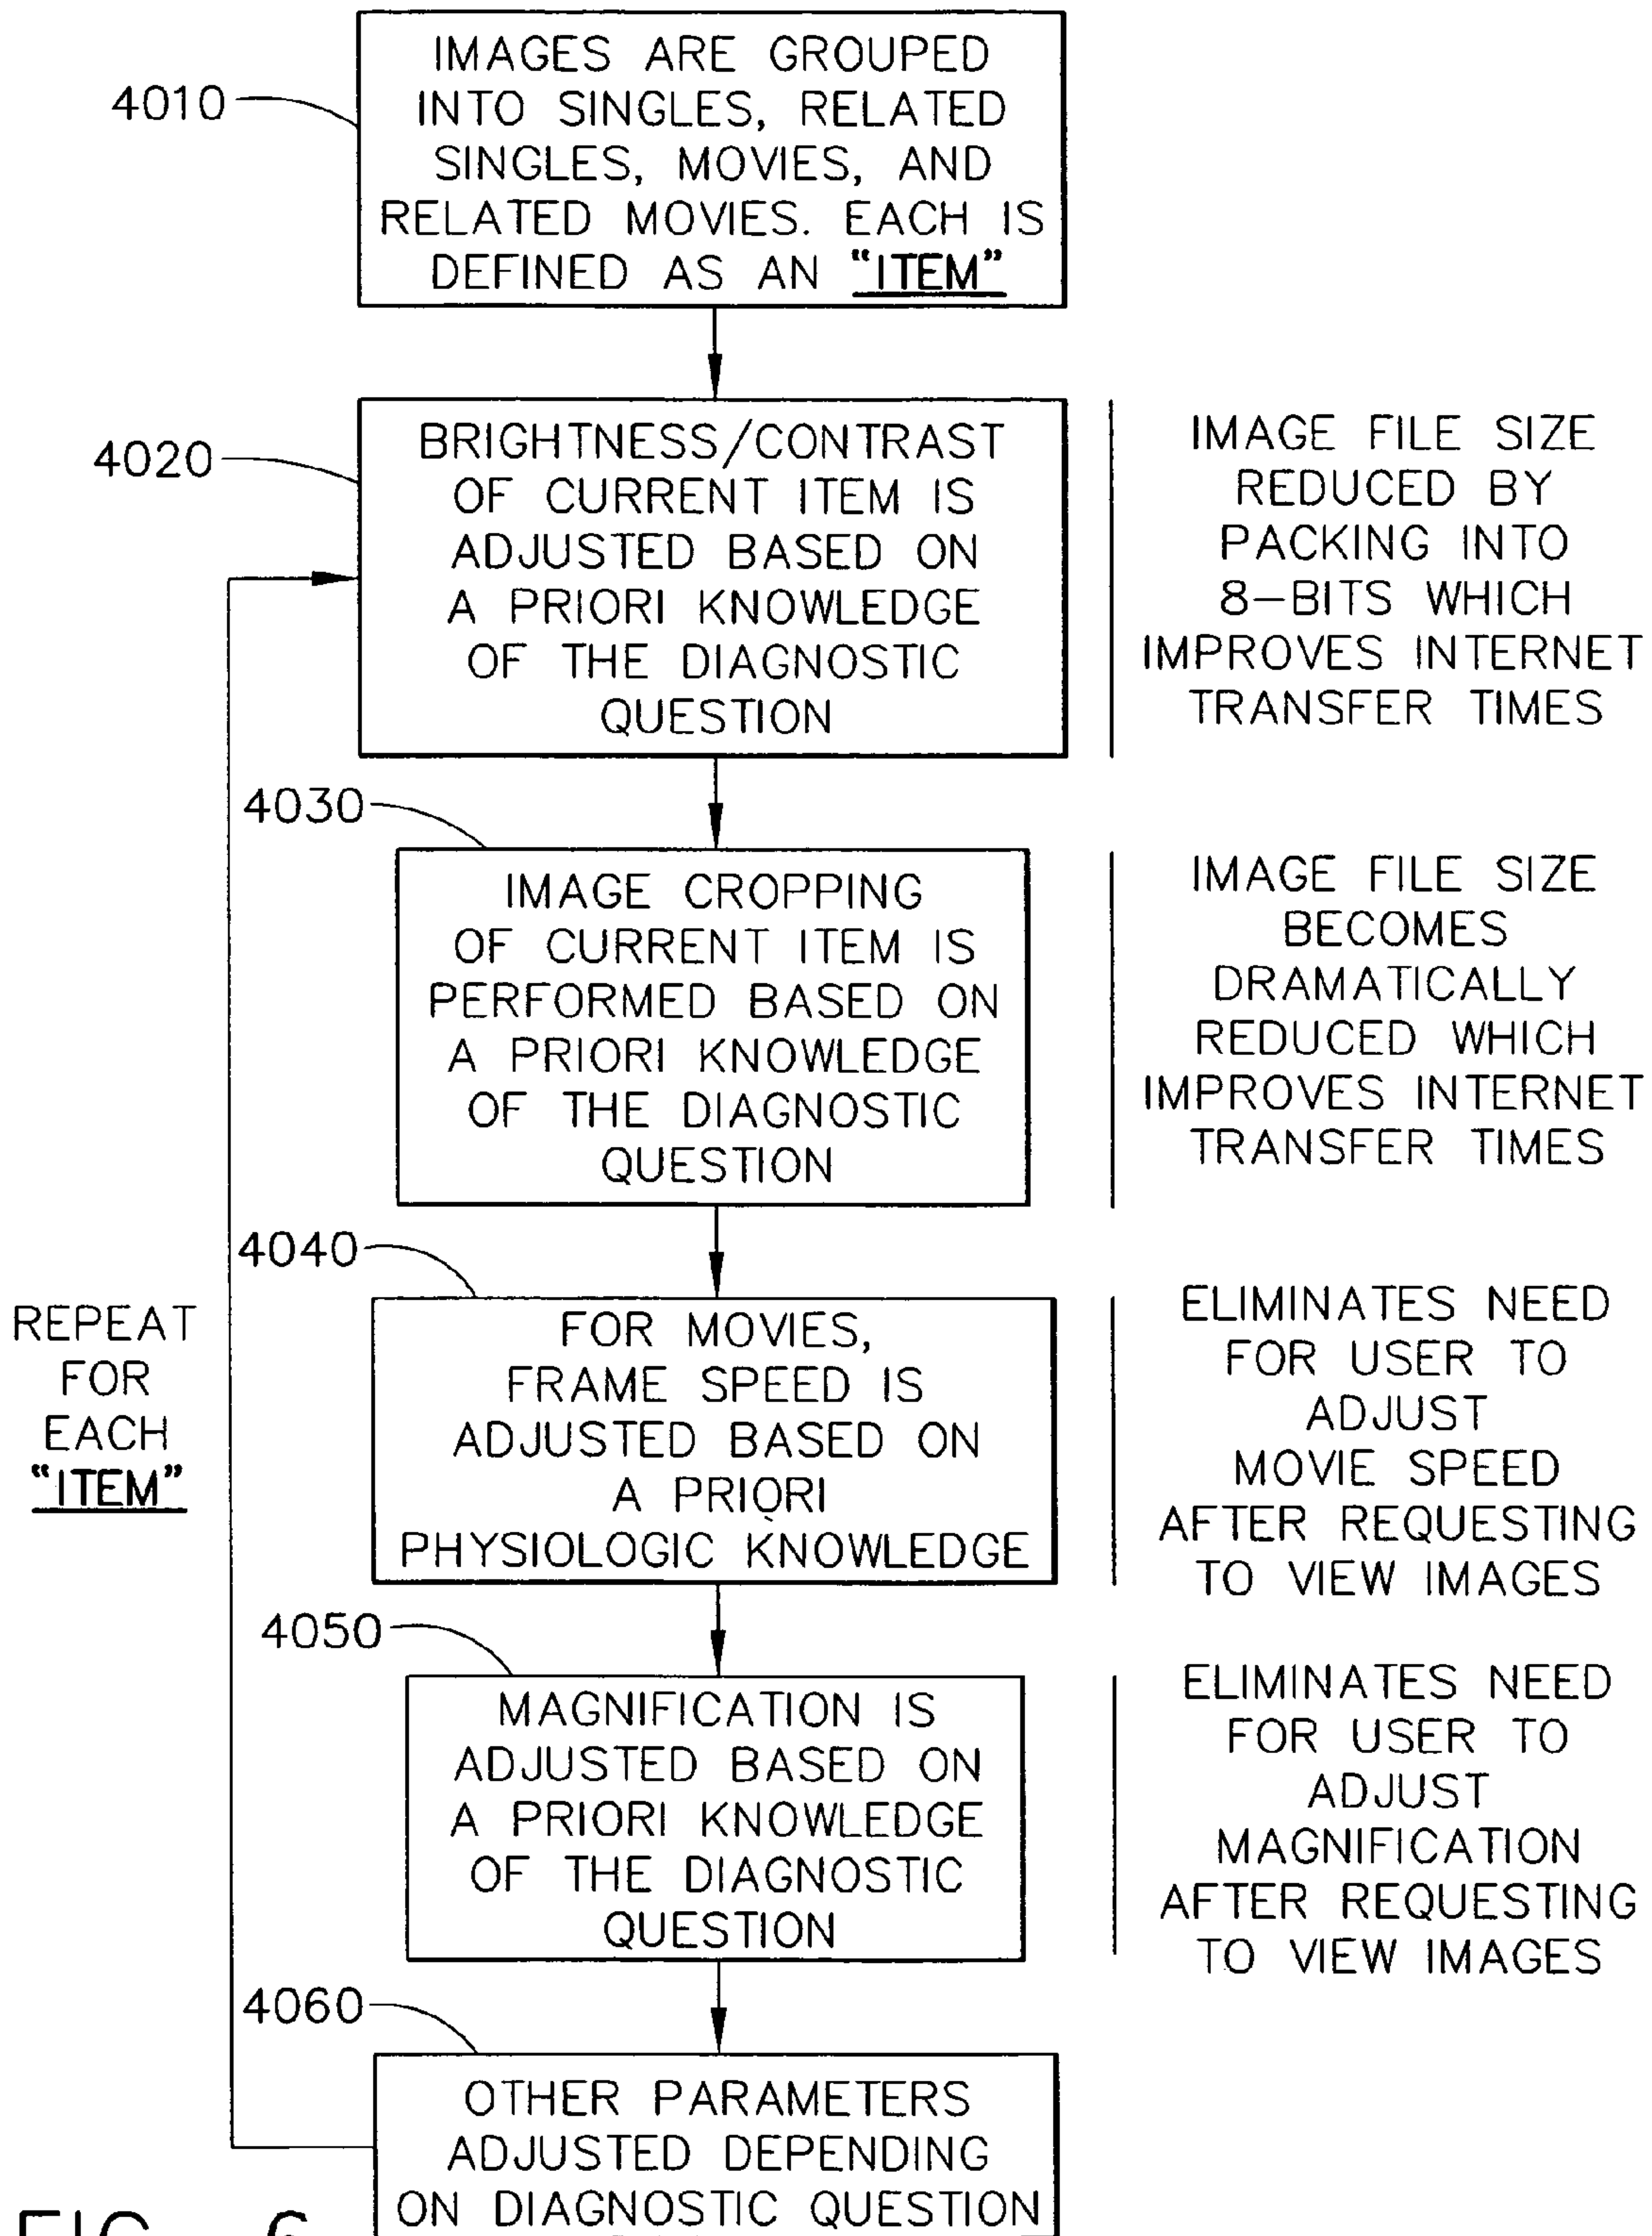 4010
IMAGES ARE GROUPED
INTO SINGLES, RELATED
SINGLES, MOVIES, AND
RELATED MOVIES. EACH IS
DEFINED AS AN "ITEM"
4020
BRIGHTNESS/CONTRAST
OF CURRENT ITEM IS
ADJUSTED BASED ON
A PRIORI KNOWLEDGE
OF THE DIAGNOSTIC
QUESTION
IMAGE FILE SIZE
REDUCED BY
PACKING INTO
8-BITS WHICH
IMPROVES INTERNET
TRANSFER TIMES
4030
IMAGE CROPPING
OF CURRENT ITEM IS
PERFORMED BASED ON
A PRIORI KNOWLEDGE
OF THE DIAGNOSTIC
QUESTION
IMAGE FILE SIZE
BECOMES
DRAMATICALLY
REDUCED WHICH
IMPROVES INTERNET
TRANSFER TIMES
4040
FOR MOVIES,
FRAME SPEED IS
ADJUSTED BASED ON
A PRIORI
PHYSIOLOGIC KNOWLEDGE
ELIMINATES NEED
FOR USER TO
ADJUST
MOVIE SPEED
AFTER REQUESTING
TO VIEW IMAGES
REPEAT
FOR
EACH
"ITEM"
4050
MAGNIFICATION IS
ADJUSTED BASED ON
A PRIORI KNOWLEDGE
OF THE DIAGNOSTIC
QUESTION
ELIMINATES NEED
FOR USER TO
ADJUST
MAGNIFICATION
AFTER REQUESTING
TO VIEW IMAGES
4060
OTHER PARAMETERS
ADJUSTED DEPENDING
ON DIAGNOSTIC QUESTION
FIG. 6